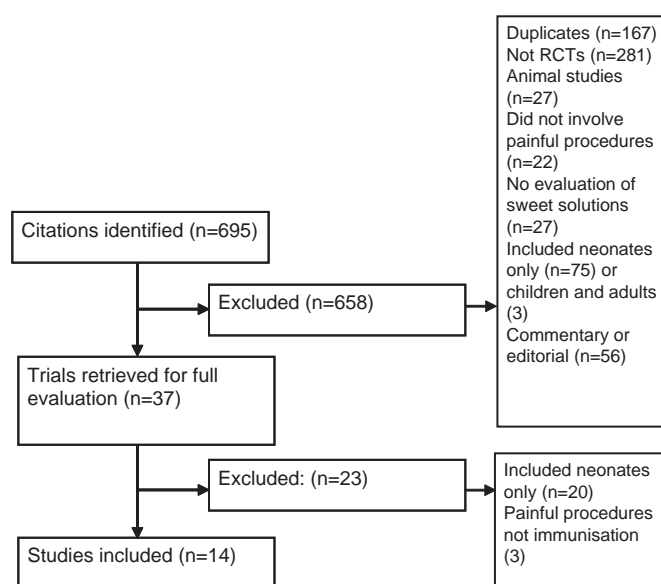 Duplicates (n=167)
Not RCTs (n=281)
Animal studies
(n=27)
Did not involve
painful procedures
(n=22)
No evaluation of
sweet solutions
(n=27)
Included neonates
only (n=75) or
children and adults
(3)
Commentary or
editorial (n=56)
Citations identified (n=695)
Excluded (n=658)
Trials retrieved for full
evaluation (n=37)
Excluded: (n=23)
Included neonates
only (n=20)
Painful procedures
not immunisation
(3)
Studies included (n=14)